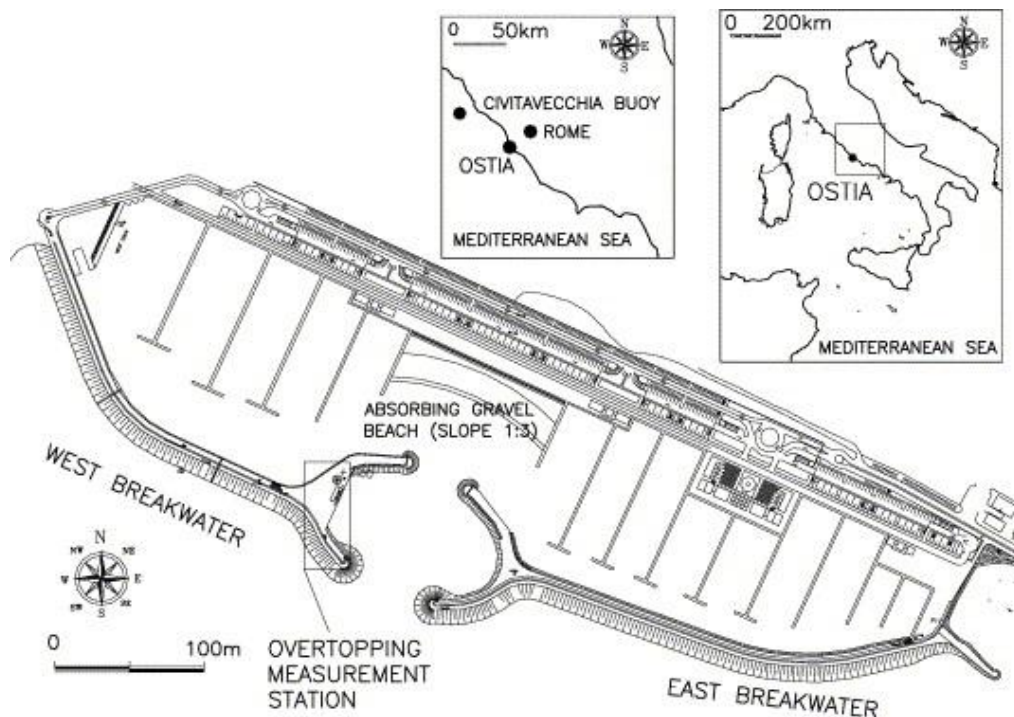 0 50km
N
W E
S
CIVITAVECCHIA BUOY
ROME
OSTIA
MEDITERRANEAN SEA
0 200km
N
W E
S
OSTIA
MEDITERRANEAN SEA
ABSORBING GRAVEL
BEACH (SLOPE 1:3)
WEST BREAKWATER
N
NW NE
W E
SW SE
S
0 100m
OVERTOPPING
MEASUREMENT
STATION
EAST BREAKWATER